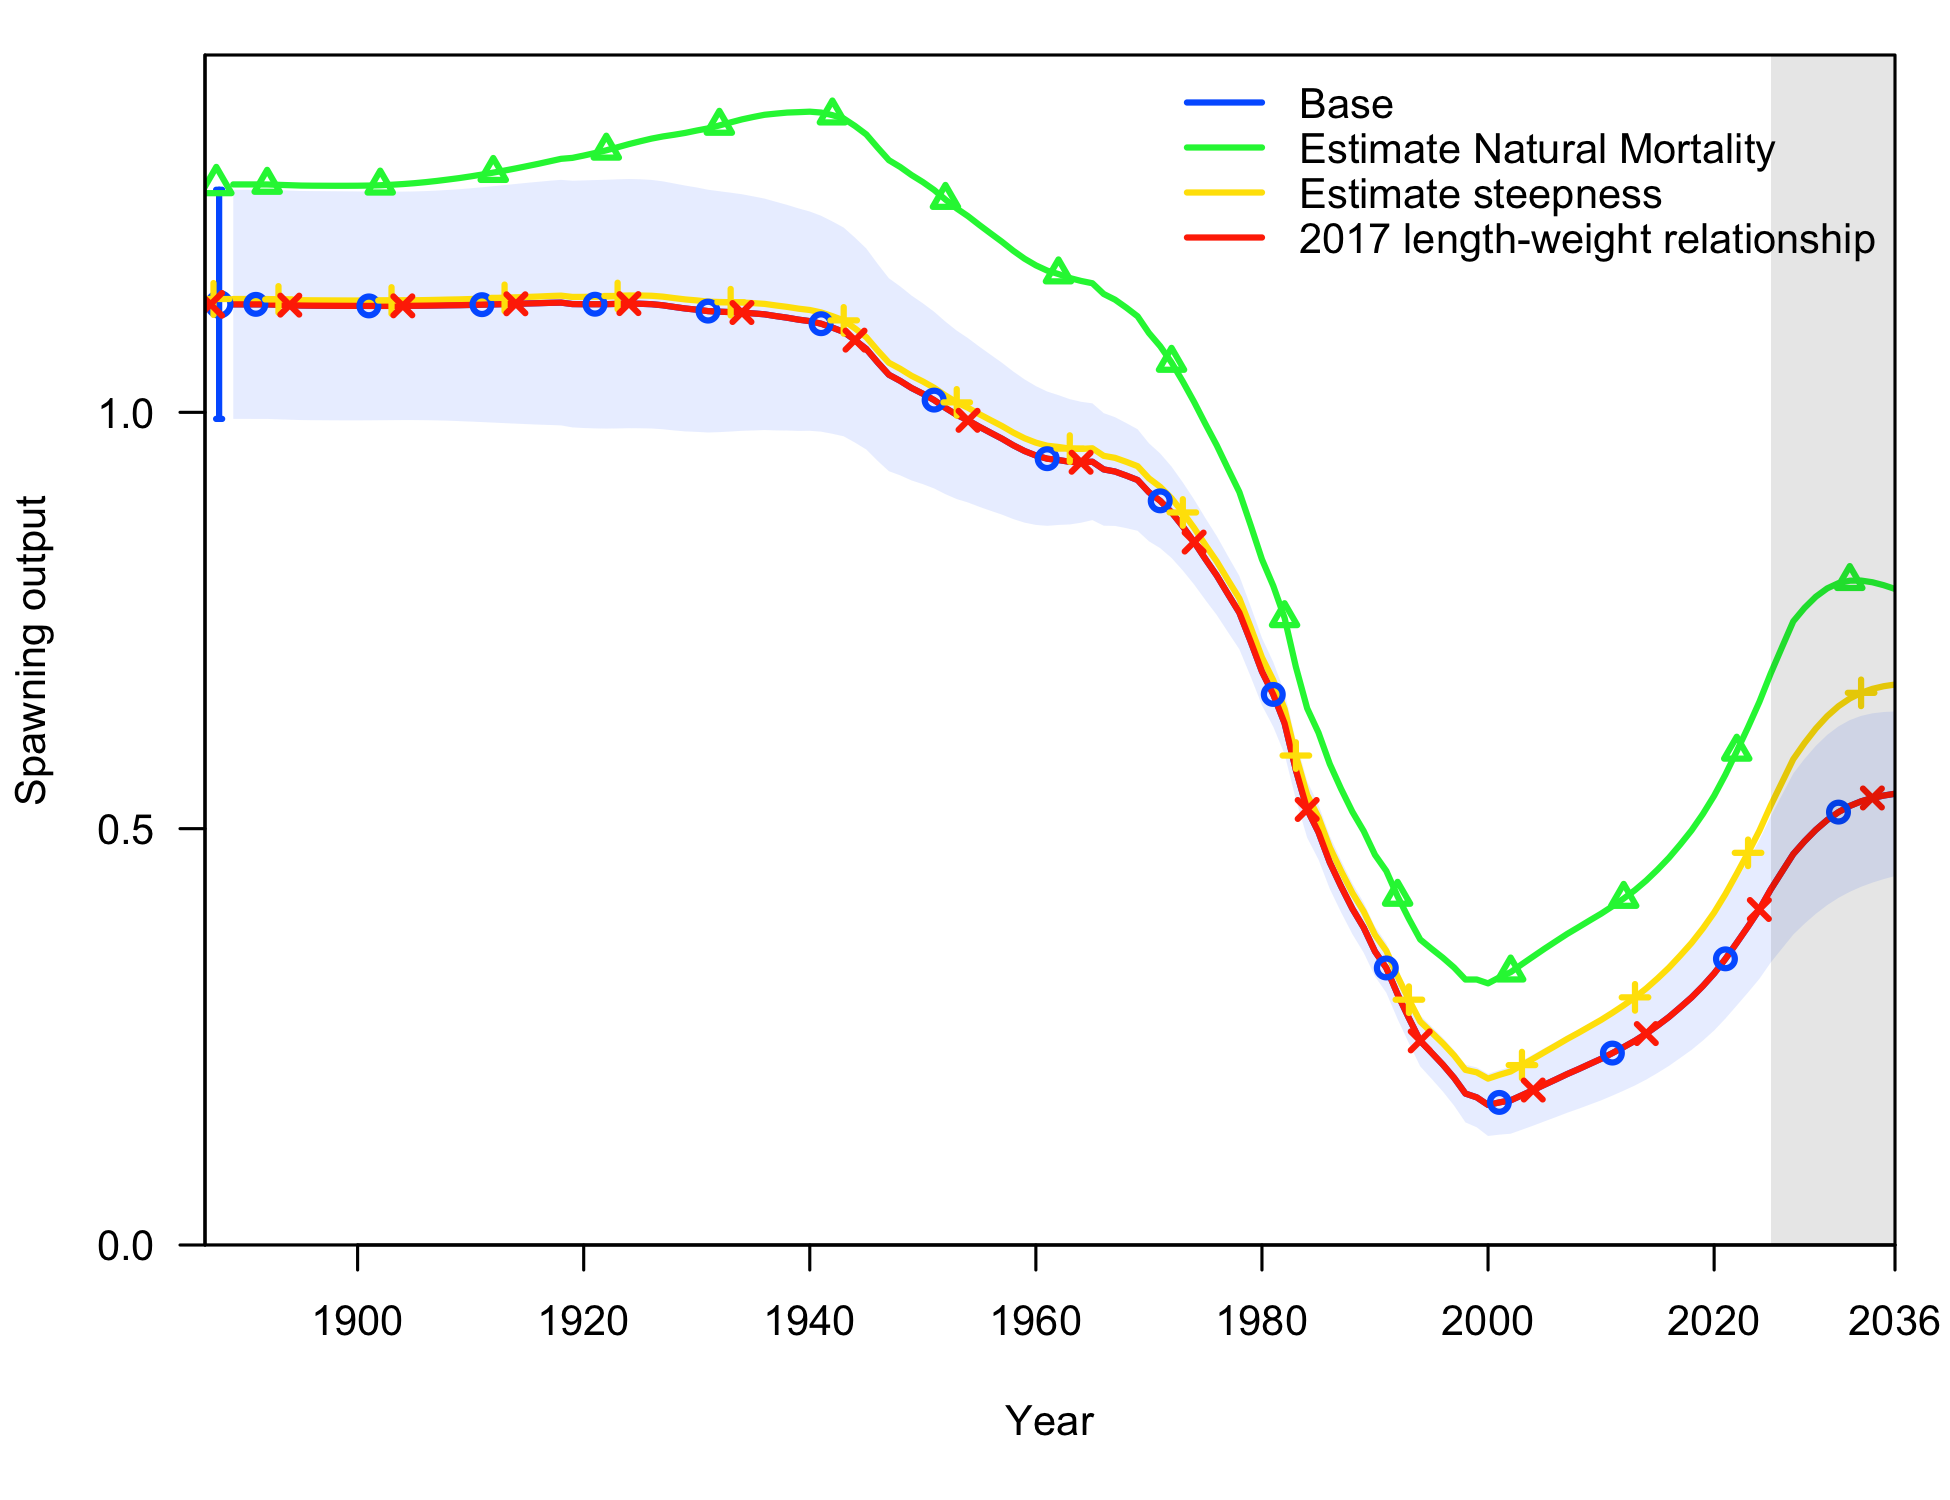 Base
Estimate Natural Mortality
Estimate steepness
2017 length-weight relationship
1.0
0.5
0.0
Spawning output
1900 1920 1940 1960 1980 2000 2020 2036
Year